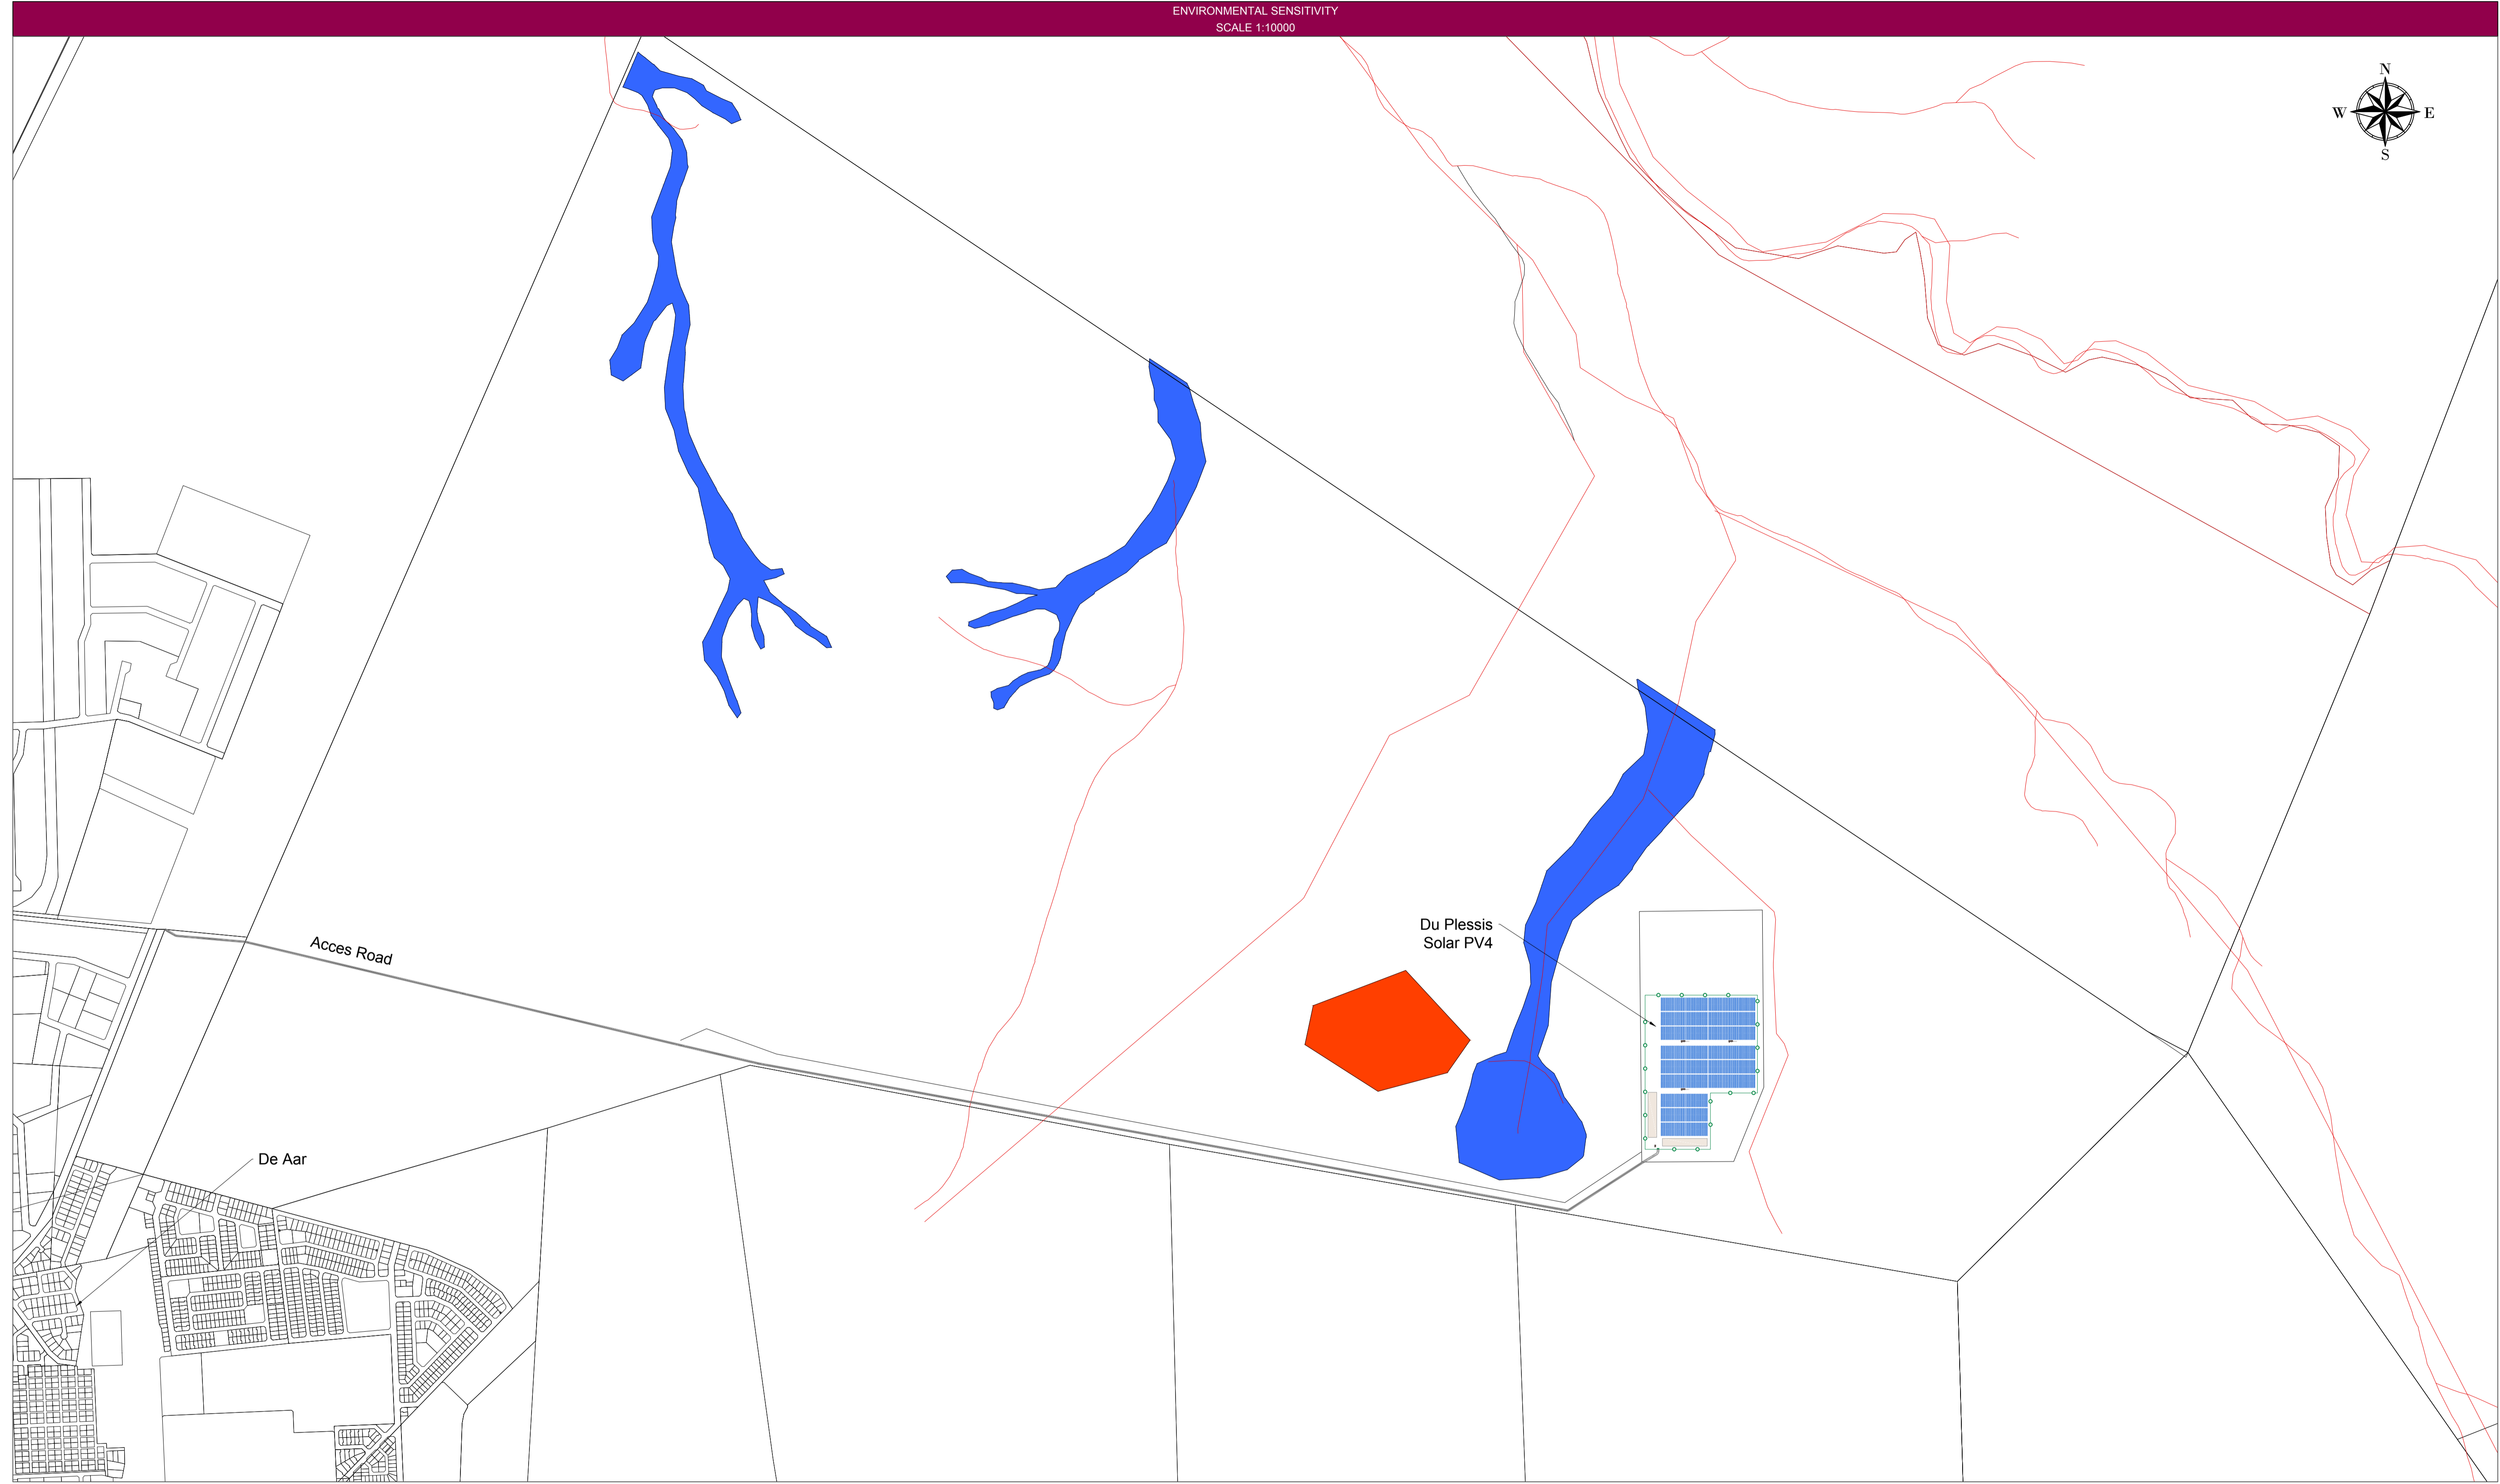 ENVIRONMENTAL SENSITIVITY
SCALE 1:10000
N
W E
S
Du Plessis
Solar PV4
Acces Road
De Aar